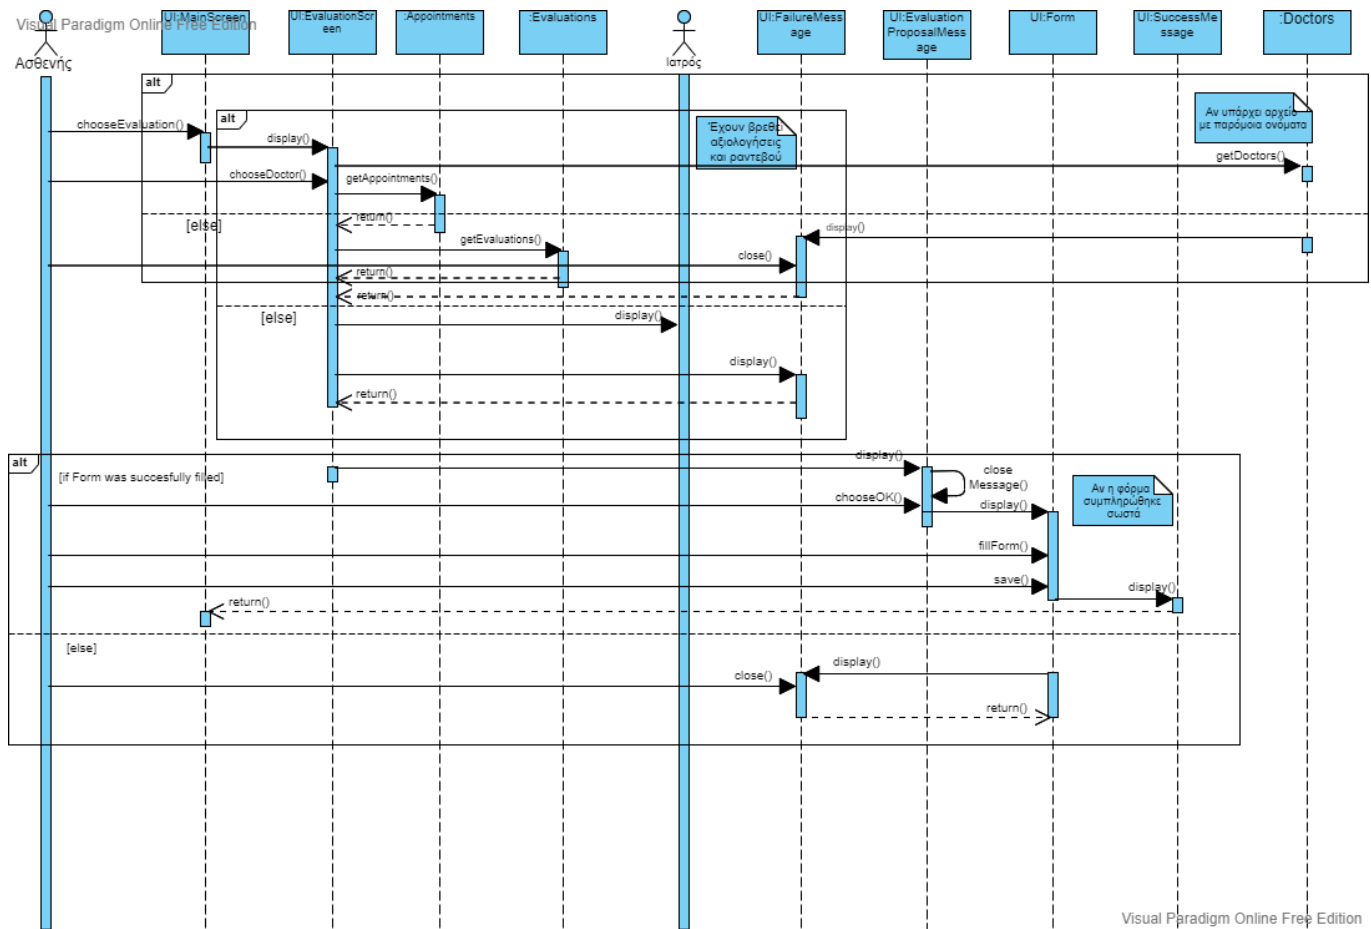 Visual Paradigm Online Free Edition
Ασθενής
UI:MainScreen
UI:EvaluationScr
een
:Appointments
:Evaluations
Ιατρός
UI:FailureMess
age
UI:Evaluation
ProposalMess
age
UI:Form
UI:SuccessMe
ssage
:Doctors
alt
alt
chooseEvaluation()
display()
Έχουν βρεθεί
αξιολογήσεις
και ραντεβού
Αν υπάρχει αρχείο
με παρόμοια ονόματα
getDoctors()
chooseDoctor()
getAppointments()
return()
[else]
display()
getEvaluations()
close()
return()
return()
[else]
display()
display()
return()
alt
[if Form was succesfully filled]
display()
close
Message()
chooseOK()
display()
Αν η φόρμα
συμπληρώθηκε
σωστά
fillForm()
save()
display()
return()
[else]
display()
close()
return()
Visual Paradigm Online Free Edition